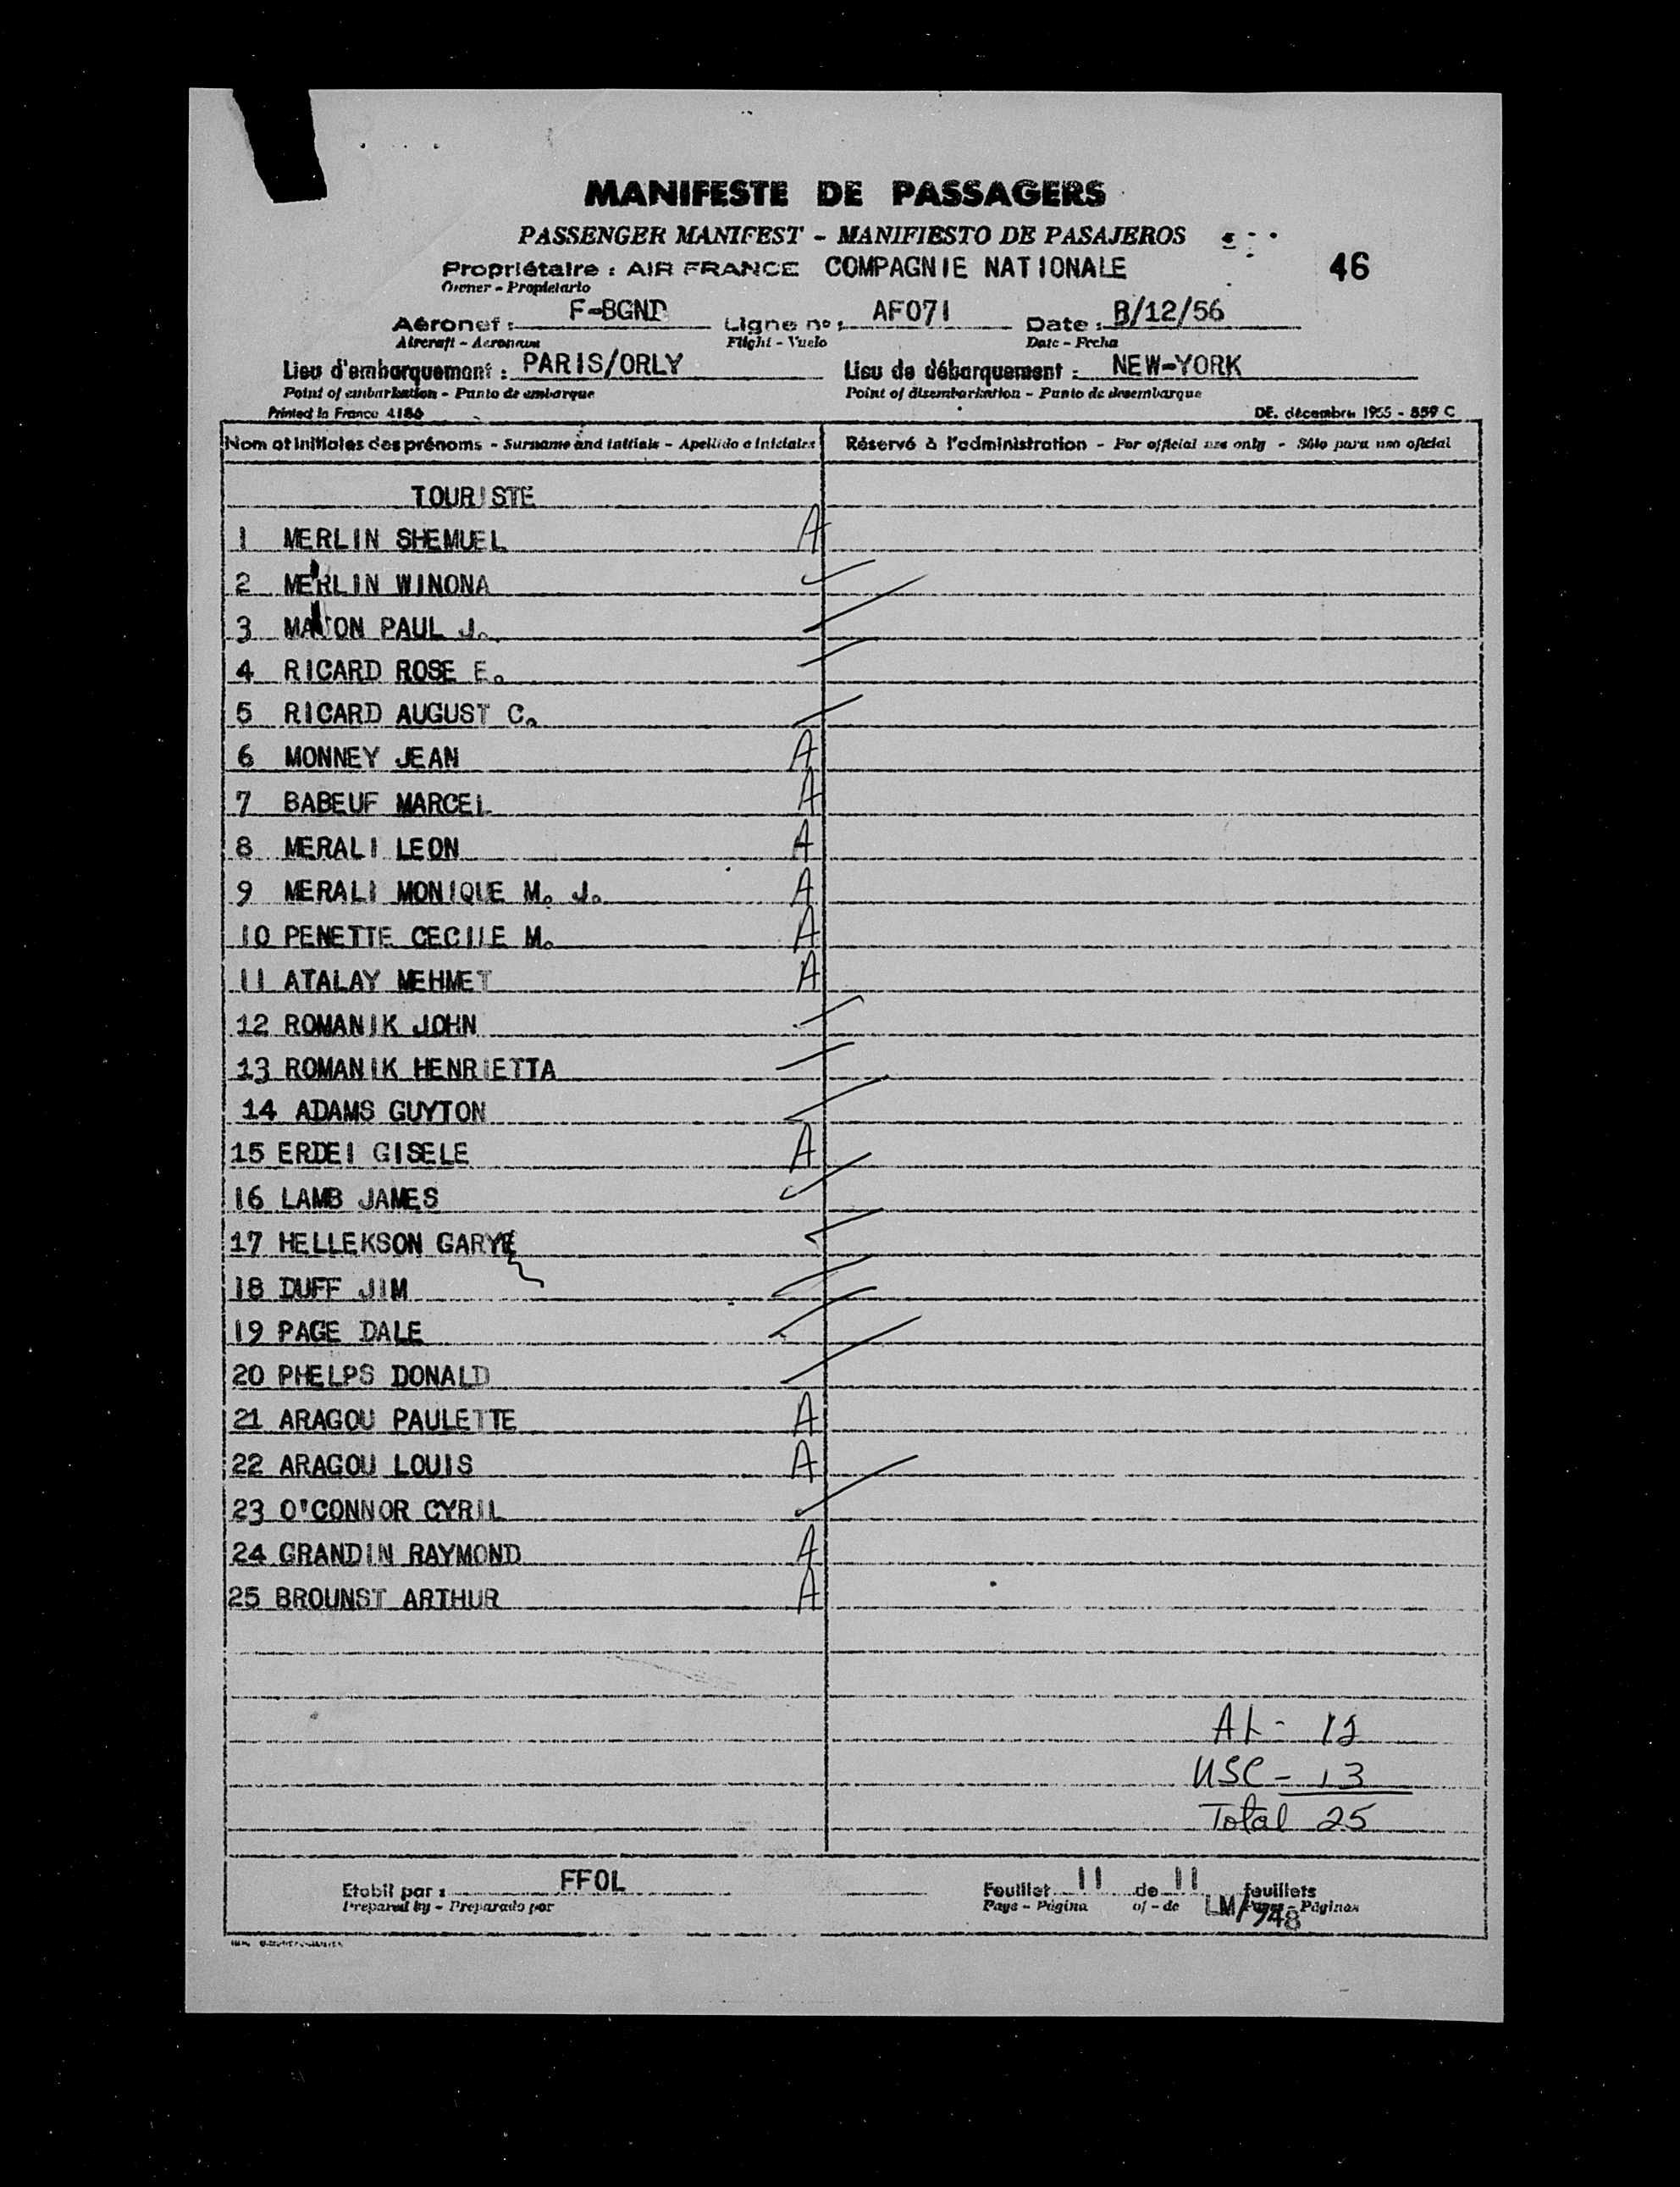 MANIFESTE DE PASSAGERS
PASSENGER MANIFEST - MANIFIESTO DE PASAJEROS
Propriétaire : AIR FRANCE COMPAGNIE NATIONALE 46
Owner - Propietario
Aéronef : F-BGND Ligne nº : AF071 Date : 8/12/56
Aircraft - Aeronave Flight - Vuelo Date - Fecha
Lieu d'embarquement : PARIS/ORLY Lieu de débarquement : NEW-YORK
Point of embarkation - Punto de embarque Point of disembarkation - Punto de desembarque
Printed in France 4186 DE. décembre 1955 - 859 C
Nom et initiales des prénoms - Surname and initials - Apellido e iniciales Réservé à l'administration - For official use only - Sólo para uso oficial
TOURISTE
1 MERLIN SHEMUEL A
2 MERLIN WINONA
3 PAUL J.
4 RICARD ROSE E.
5 RICARD AUGUST C.
6 MONNEY JEAN A
7 BABEUF MARCEL A
8 MERALI LEON A
9 MERALI MONIQUE M. J. A
10 PENETTE CECILE M. A
11 ATALAY MEHMET A
12 ROMANIK JOHN
13 ROMANIK HENRIETTA
14 ADAMS GUYTON
15 ERDEI GISELE A
16 LAMB JAMES
17 HELLEKSON GARY
18 DUFF JIM
19 PAGE DALE
20 PHELPS DONALD
21 ARAGOU PAULETTE A
22 ARAGOU LOUIS A
23 O'CONNOR CYRIL
24 GRANDIN RAYMOND A
25 BROUNST ARTHUR A
AL - 12
USC - 13
Total 25
Etabli par : FFOL Feuillet 11 de 11 feuillets
Prepared by - Preparado por Page - Página of - de Pages - Páginas
LM/948